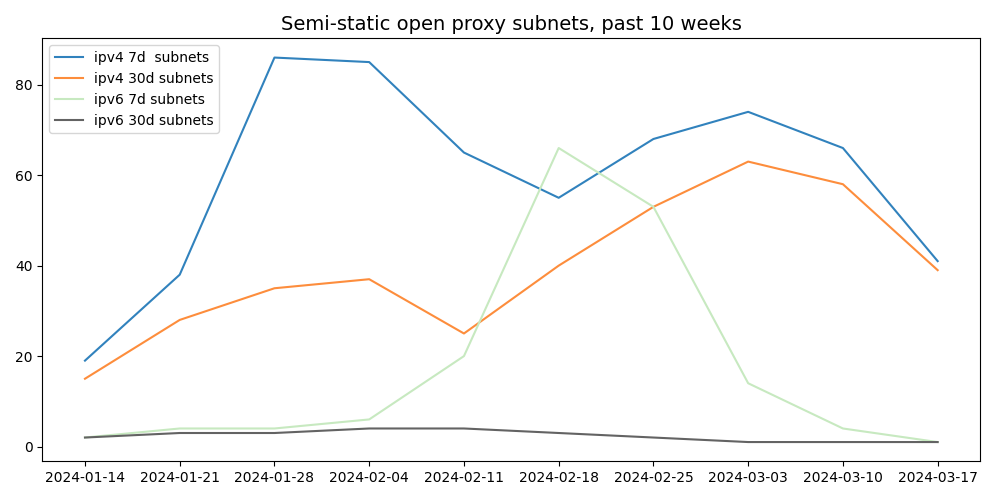 Semi-static open proxy subnets, past 10 weeks
ipv4 7d  subnets
ipv4 30d subnets
ipv6 7d subnets
ipv6 30d subnets
80
60
40
20
0
2024-01-14 2024-01-21 2024-01-28 2024-02-04 2024-02-11 2024-02-18 2024-02-25 2024-03-03 2024-03-10 2024-03-17